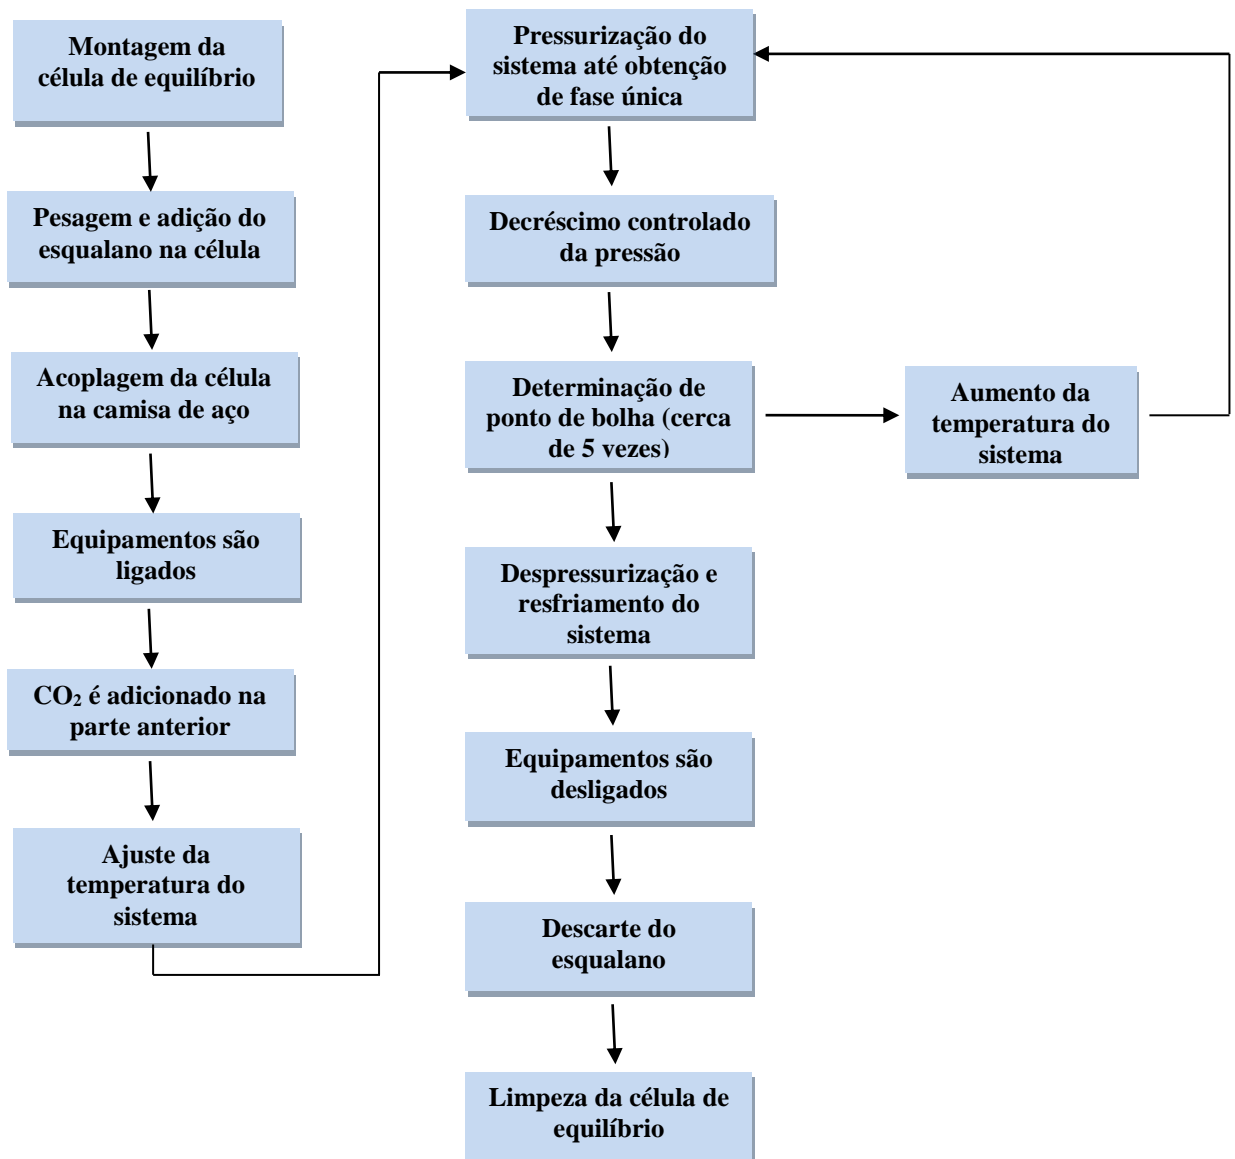 Montagem da
célula de equilíbrio
Pesagem e adição do
esqualano na célula
Acoplagem da célula
na camisa de aço
Equipamentos são
ligados
CO₂ é adicionado na
parte anterior
Ajuste da
temperatura do
sistema
Pressurização do
sistema até obtenção
de fase única
Decréscimo controlado
da pressão
Determinação de
ponto de bolha (cerca
de 5 vezes)
Aumento da
temperatura do
sistema
Despressurização e
resfriamento do
sistema
Equipamentos são
desligados
Descarte do
esqualano
Limpeza da célula de
equilíbrio